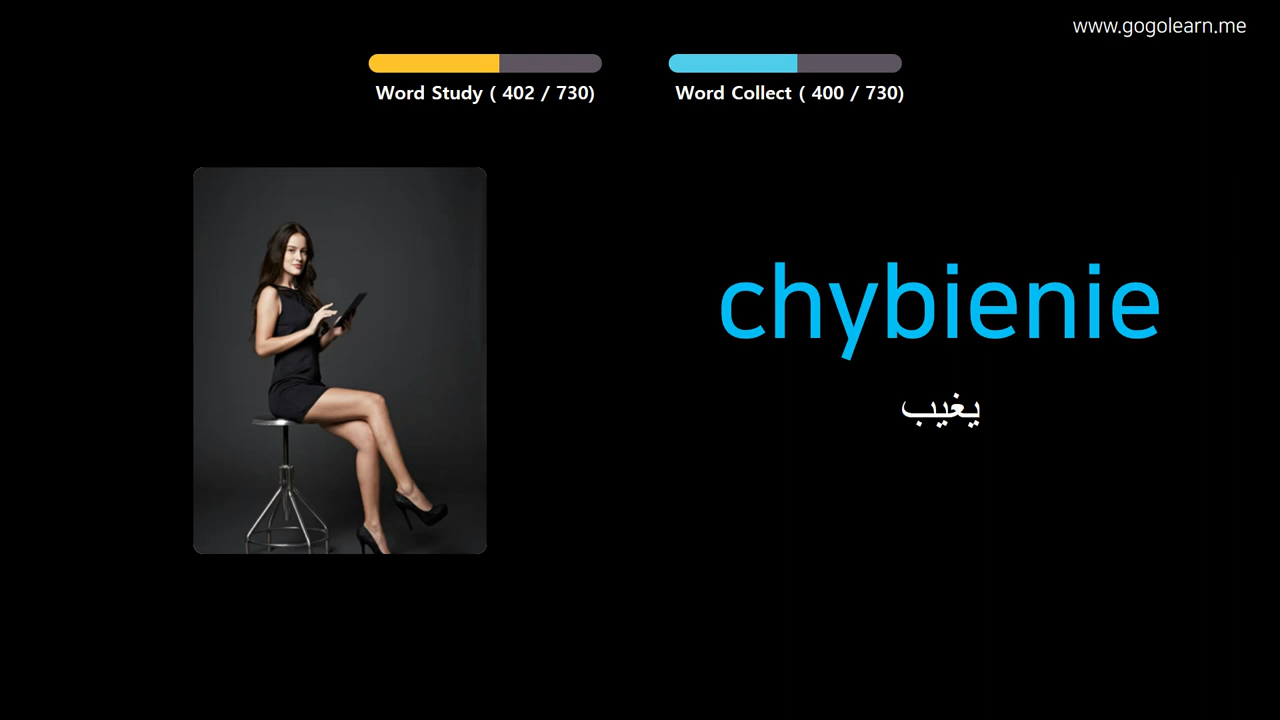 www.gogolearn.me
Word Study ( 402 / 730)
Word Collect ( 400 / 730)
chybienie
يغيب